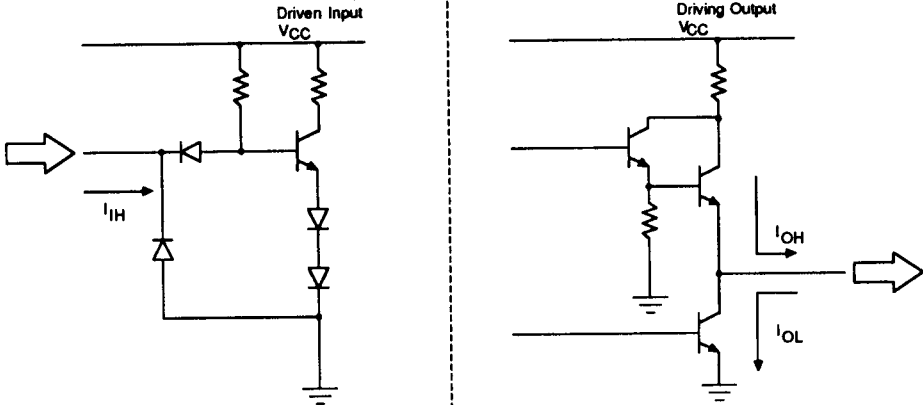 Driven Input
VCC
IIH
Driving Output
VCC
IOH
IOL